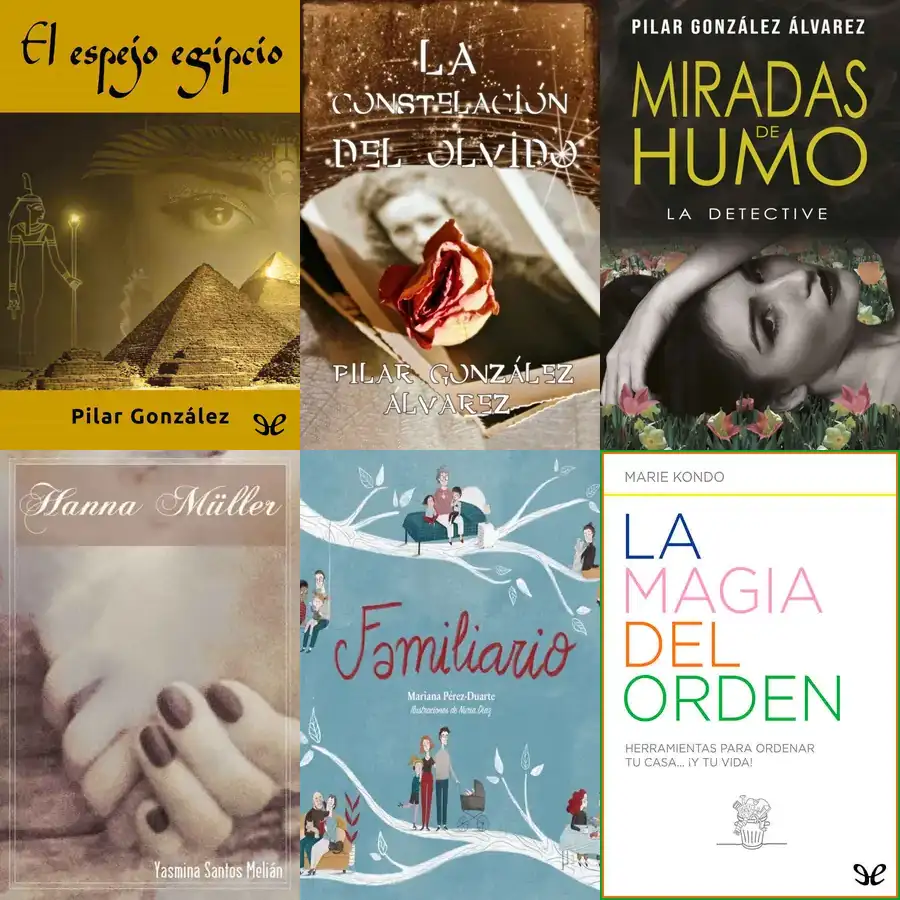 El espejo egipcio
Pilar González
LA
CONSTELACIÓN
DEL OLVIDO
PILAR GONZÁLEZ
ÁLVAREZ
PILAR GONZÁLEZ ÁLVAREZ
MIRADAS
DE
HUMO
LA DETECTIVE
Hanna Müller
Yasmina Santos Melián
Familiario
Mariana Pérez-Duarte
Ilustraciones de Nuria Díaz
MARIE KONDO
LA
MAGIA
DEL
ORDEN
HERRAMIENTAS PARA ORDENAR
TU CASA... ¡Y TU VIDA!